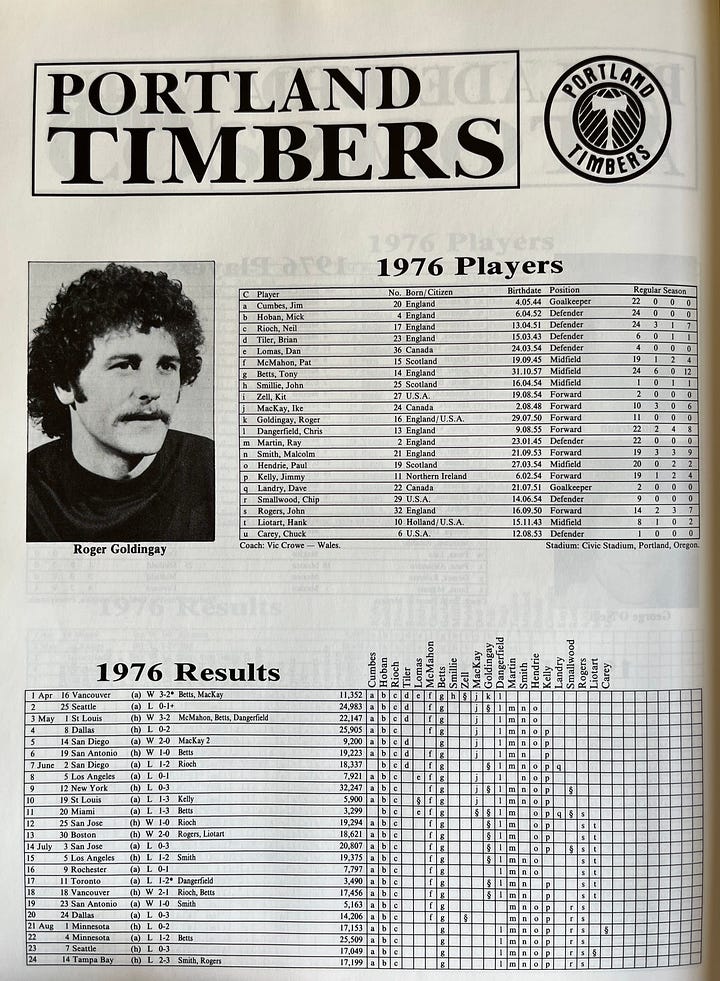 PORTLAND
TIMBERS
PORTLAND
TIMBERS
1976 Players
C Player No. Born/Citizen Birthdate Position Regular Season
a Cumbes, Jim 20 England 4.05.44 Goalkeeper 22 0 0 0
b Hoban, Mick 4 England 6.04.52 Defender 24 0 0 0
c Rioch, Neil 17 England 13.04.51 Defender 24 3 1 7
d Tiler, Brian 23 England 15.03.43 Defender 6 0 1 1
e Lomas, Dan 36 Canada 24.03.54 Defender 4 0 0 0
f McMahon, Pat 15 Scotland 19.09.45 Midfield 19 1 2 4
g Betts, Tony 14 England 31.10.57 Midfield 24 6 0 12
h Smillie, John 25 Scotland 16.04.54 Midfield 1 0 1 1
i Zell, Kit 27 U.S.A. 19.08.54 Forward 2 0 0 0
j MacKay, Ike 24 Canada 2.08.48 Forward 10 3 0 6
k Goldingay, Roger 16 England/U.S.A. 29.07.50 Forward 11 0 0 0
l Dangerfield, Chris 13 England 9.08.55 Forward 22 2 4 8
m Martin, Ray 2 England 23.01.45 Defender 22 0 0 0
n Smith, Malcolm 21 England 21.09.53 Forward 19 3 3 9
o Hendrie, Paul 19 Scotland 27.03.54 Midfield 20 0 2 2
p Kelly, Jimmy 11 Northern Ireland 6.02.54 Forward 19 1 2 4
q Landry, Dave 22 Canada 21.07.51 Goalkeeper 2 0 0 0
r Smallwood, Chip 29 U.S.A. 14.06.54 Defender 9 0 0 0
s Rogers, John 32 England 16.09.50 Forward 14 2 3 7
t Liotart, Hank 10 Holland/U.S.A. 15.11.43 Midfield 8 1 0 2
u Carey, Chuck 6 U.S.A. 12.08.53 Defender 1 0 0 0
Coach: Vic Crowe — Wales. Stadium: Civic Stadium, Portland, Oregon.
Roger Goldingay
1976 Results
Cumbes Hoban Rioch Tiler Lomas McMahon Betts Smillie Zell MacKay Goldingay Dangerfield Martin Smith Hendrie Kelly Landry Smallwood Rogers Liotart Carey
1 Apr 16 Vancouver (a) W 3-2* Betts, MacKay 11,352 a b c d e f g h § j k l
2 25 Seattle (a) L 0-1+ 24,983 a b c d f g j § l m n o
3 May 1 St Louis (h) W 3-2 McMahon, Betts, Dangerfield 22,147 a b c d f g j l m n o
4 8 Dallas (h) L 0-2 25,905 a b c f g j l m n o p
5 14 San Diego (a) W 2-0 MacKay 2 9,200 a b c d g j l m n o p
6 19 San Antonio (h) W 1-0 Betts 19,223 a b c d f g j l m n p
7 June 2 San Diego (a) L 1-2 Rioch 18,337 b c d f g § l m n o p q
8 5 Los Angeles (a) L 0-1 7,921 a b c e f g j n o p
9 12 New York (h) L 0-3 32,247 a b c f g j § l m n o p §
10 19 St Louis (a) L 1-3 Kelly 5,900 a b c § f g j l m n o p
11 20 Miami (a) L 1-3 Betts 3,299 b c e f g § § l m o p q § s
12 25 San Jose (h) W 1-0 Rioch 19,294 a b c f g § l m o p s t
13 30 Boston (h) W 2-0 Rogers, Liotart 18,621 a b c f g § l m o p s t
14 July 3 San Jose (a) L 0-3 20,807 a b c f g § l m o p § s t
15 5 Los Angeles (h) L 1-2 Smith 19,375 a b c f g § l m n o s t
16 9 Rochester (a) L 0-1 7,797 a b c f g l m n o s t
17 11 Toronto (a) L 1-2* Dangerfield 3,490 a b c f g § l m n p s t
18 18 Vancouver (h) W 2-1 Rioch, Betts 17,456 a b c f g § l m n p s t
19 23 San Antonio (a) W 1-0 Smith 5,163 a b c f g m n o p r s
20 24 Dallas (a) L 0-3 14,206 a b c f g § l m n o p r s
21 Aug 1 Minnesota (h) L 0-2 17,153 a b c g l m n o p r s §
22 4 Minnesota (a) L 1-2 Betts 25,509 a b c g l m n o p r s
23 7 Seattle (h) L 0-3 17,049 a b c g l m n o p r s §
24 14 Tampa Bay (h) L 2-3 Smith, Rogers 17,199 a b c g l m n o p r s